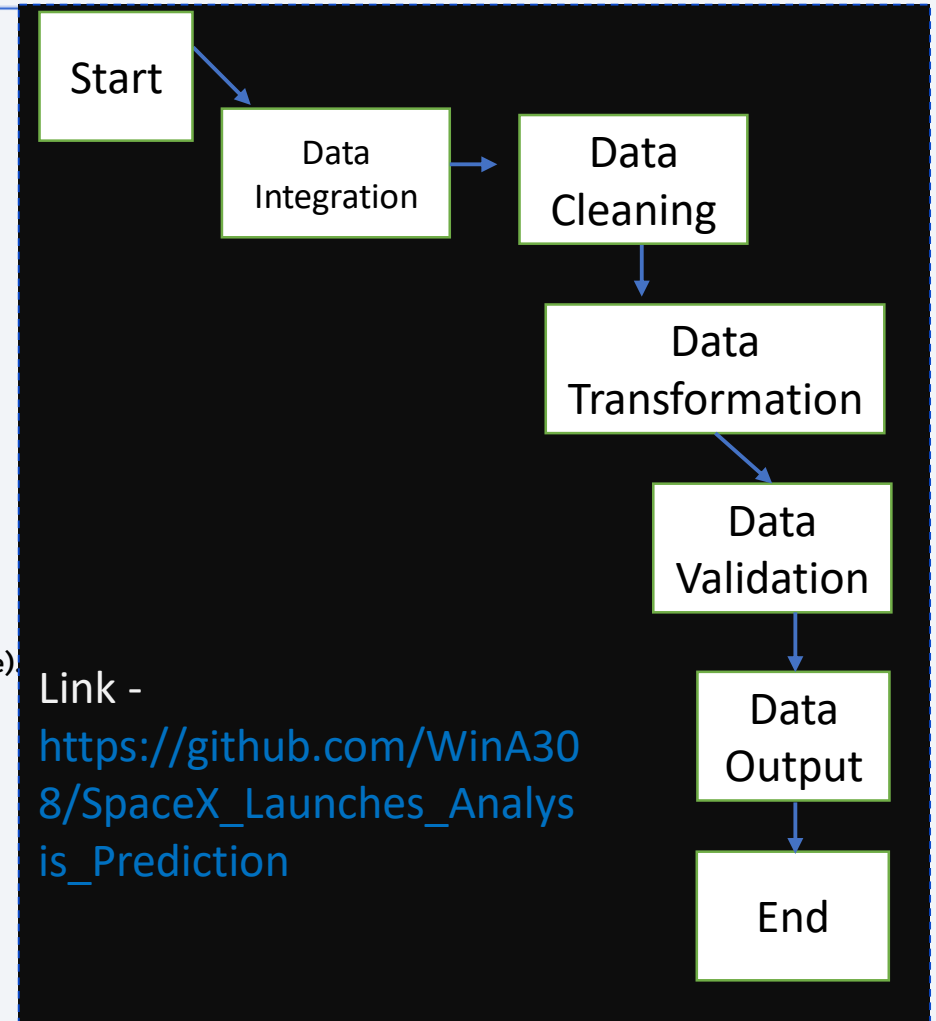 Start
Data
Integration
Data
Cleaning
Data
Transformation
Data
Validation
e).
Link -
https://github.com/WinA30
8/SpaceX_Launches_Analys
is_Prediction
Data
Output
End